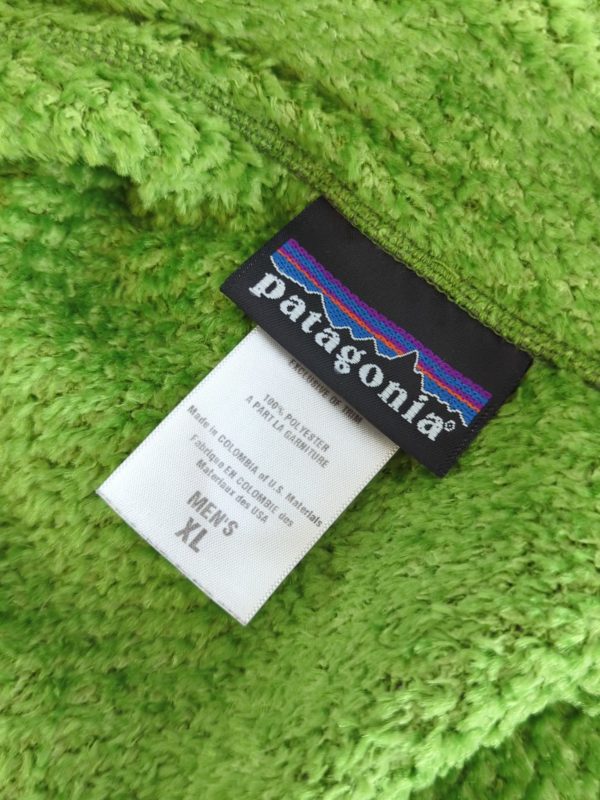 patagonia®
EXCLUSIVE OF TRIM
100% POLYESTER
A PART LA GARNITURE
Made in COLOMBIA of U.S. Materials
Fabrique EN COLOMBIE des
Materiaux des USA
MEN'S
XL